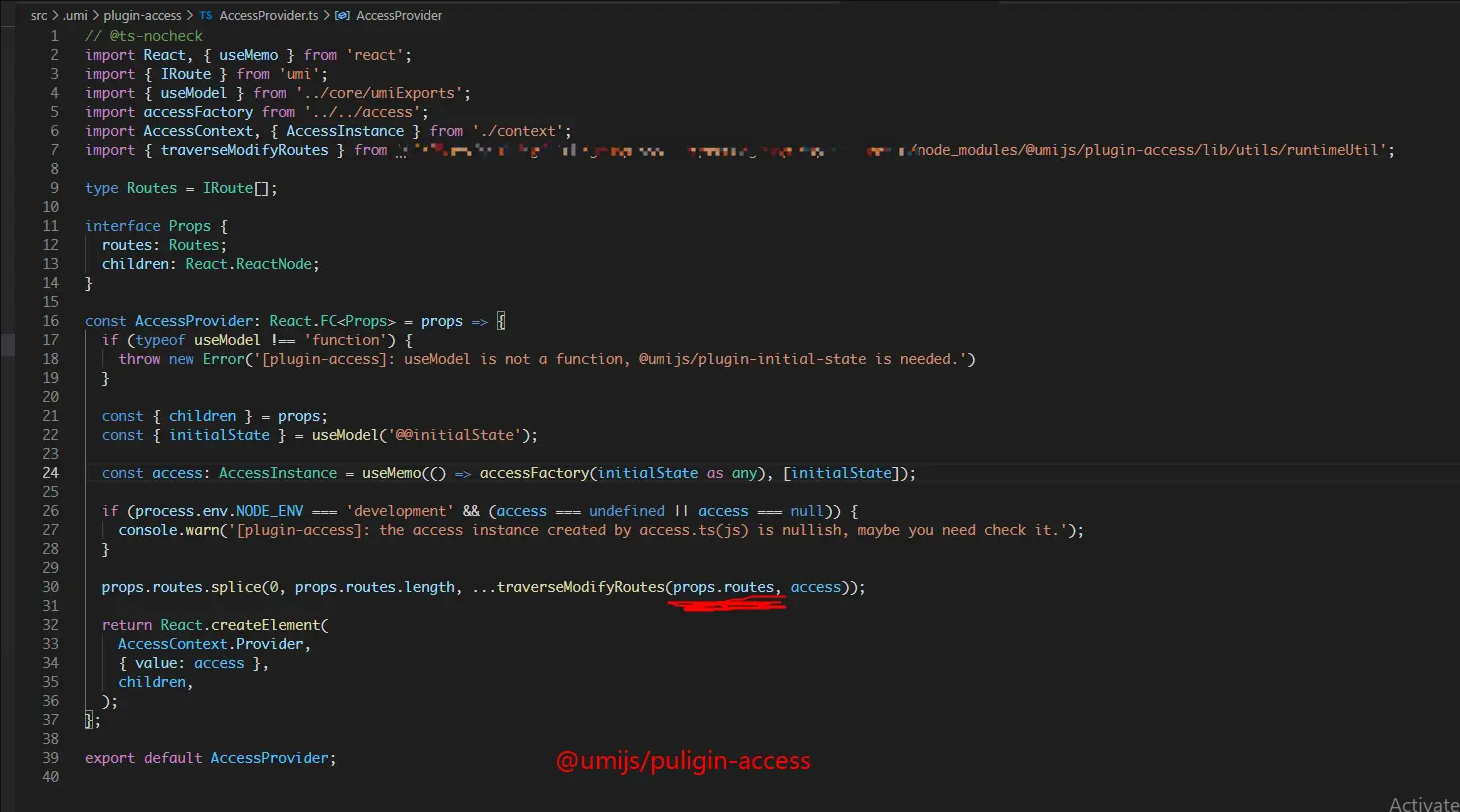 src > .umi > plugin-access > TS AccessProvider.ts > AccessProvider
1 // @ts-nocheck
2 import React, { useMemo } from 'react';
3 import { IRoute } from 'umi';
4 import { useModel } from '../core/umiExports';
5 import accessFactory from '../../access';
6 import AccessContext, { AccessInstance } from './context';
7 import { traverseModifyRoutes } from /node_modules/@umijs/plugin-access/lib/utils/runtimeUtil';
8
9 type Routes = IRoute[];
10
11 interface Props {
12 routes: Routes;
13 children: React.ReactNode;
14 }
15
16 const AccessProvider: React.FC<Props> = props => {
17 if (typeof useModel !== 'function') {
18 throw new Error('[plugin-access]: useModel is not a function, @umijs/plugin-initial-state is needed.')
19 }
20
21 const { children } = props;
22 const { initialState } = useModel('@@initialState');
23
24 const access: AccessInstance = useMemo(() => accessFactory(initialState as any), [initialState]);
25
26 if (process.env.NODE_ENV === 'development' && (access === undefined || access === null)) {
27 console.warn('[plugin-access]: the access instance created by access.ts(js) is nullish, maybe you need check it.');
28 }
29
30 props.routes.splice(0, props.routes.length, ...traverseModifyRoutes(props.routes, access));
31
32 return React.createElement(
33 AccessContext.Provider,
34 { value: access },
35 children,
36 );
37 };
38
39 export default AccessProvider;
40
@umijs/puligin-access
Activate